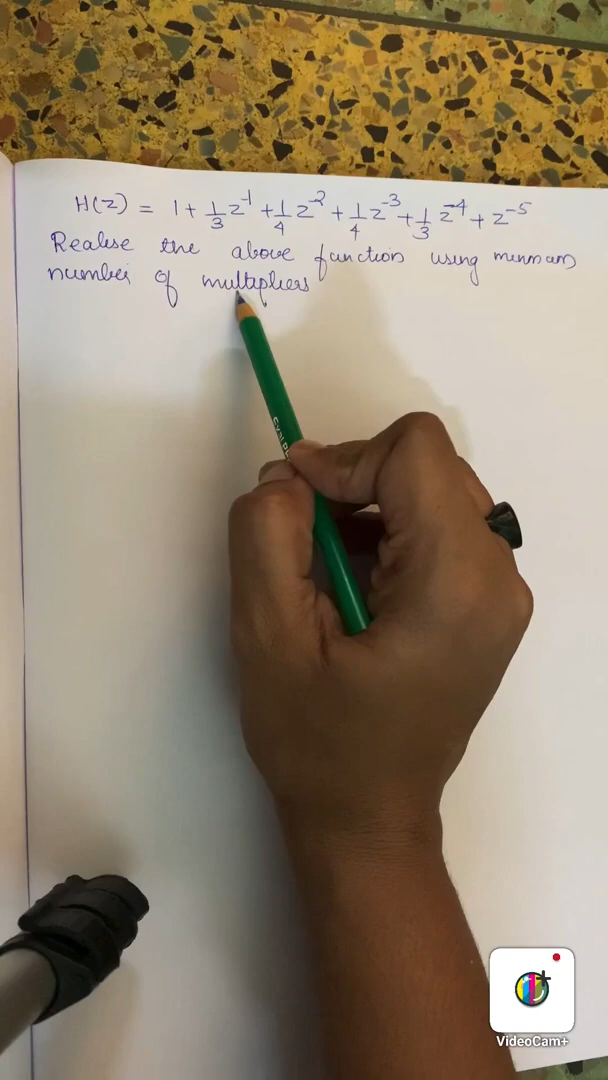 H(z) = 1 + 1/3 z^-1 + 1/4 z^-2 + 1/4 z^-3 + 1/3 z^-4 + z^-5
Realise the above function using
number of multipliers
VideoCam+